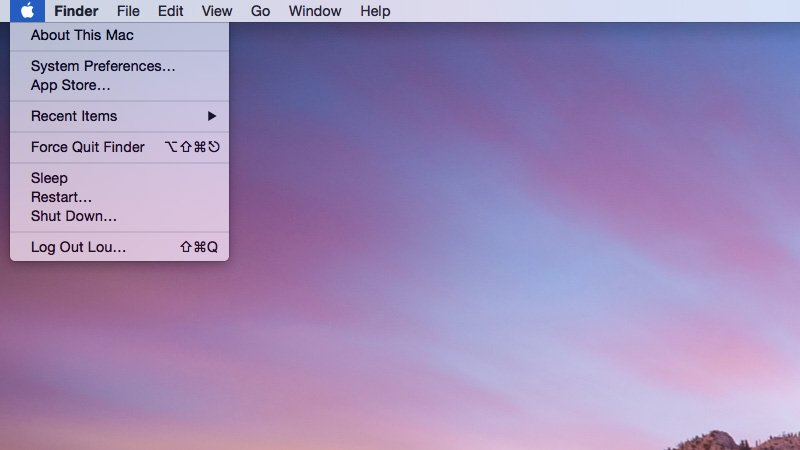 Finder File Edit View Go Window Help
About This Mac
System Preferences...
App Store...
Recent Items ▶
Force Quit Finder ⌥⇧⌘⎋
Sleep
Restart...
Shut Down...
Log Out Lou... ⇧⌘Q